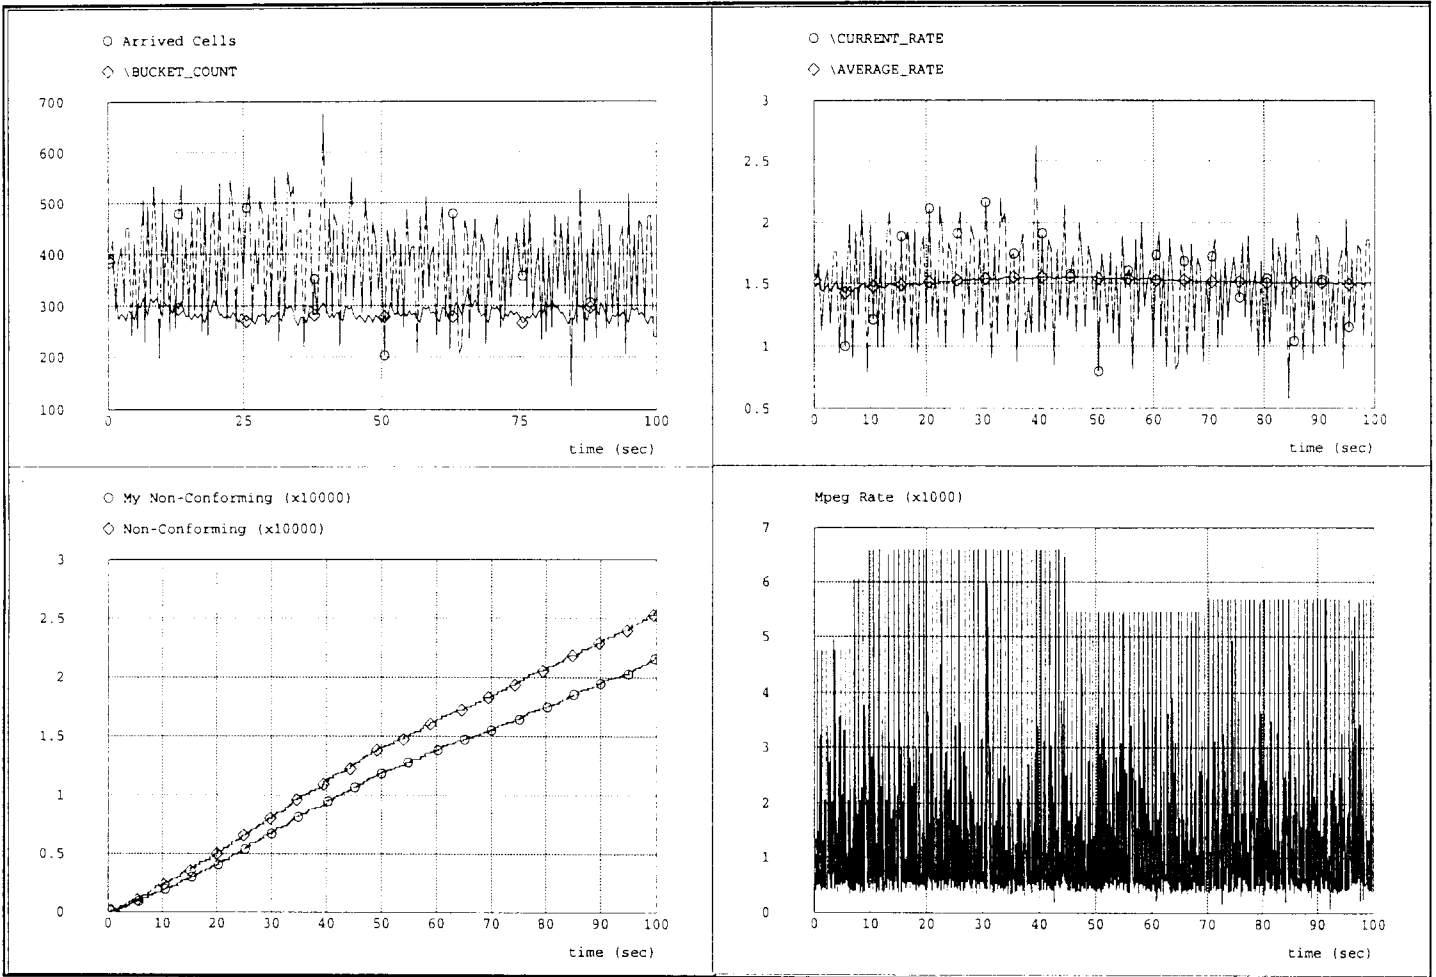 Arrived Cells
\BUCKET_COUNT
700
600
500
400
300
200
100
0 25 50 75 100
time (sec)
\CURRENT_RATE
\AVERAGE_RATE
3
2.5
2
1.5
1
0.5
0 10 20 30 40 50 60 70 80 90 100
time (sec)
My Non-Conforming (x10000)
Non-Conforming (x10000)
3
2.5
2
1.5
1
0.5
0
0 10 20 30 40 50 60 70 80 90 100
time (sec)
Mpeg Rate (x1000)
7
6
5
4
3
2
1
0
0 10 20 30 40 50 60 70 80 90 100
time (sec)